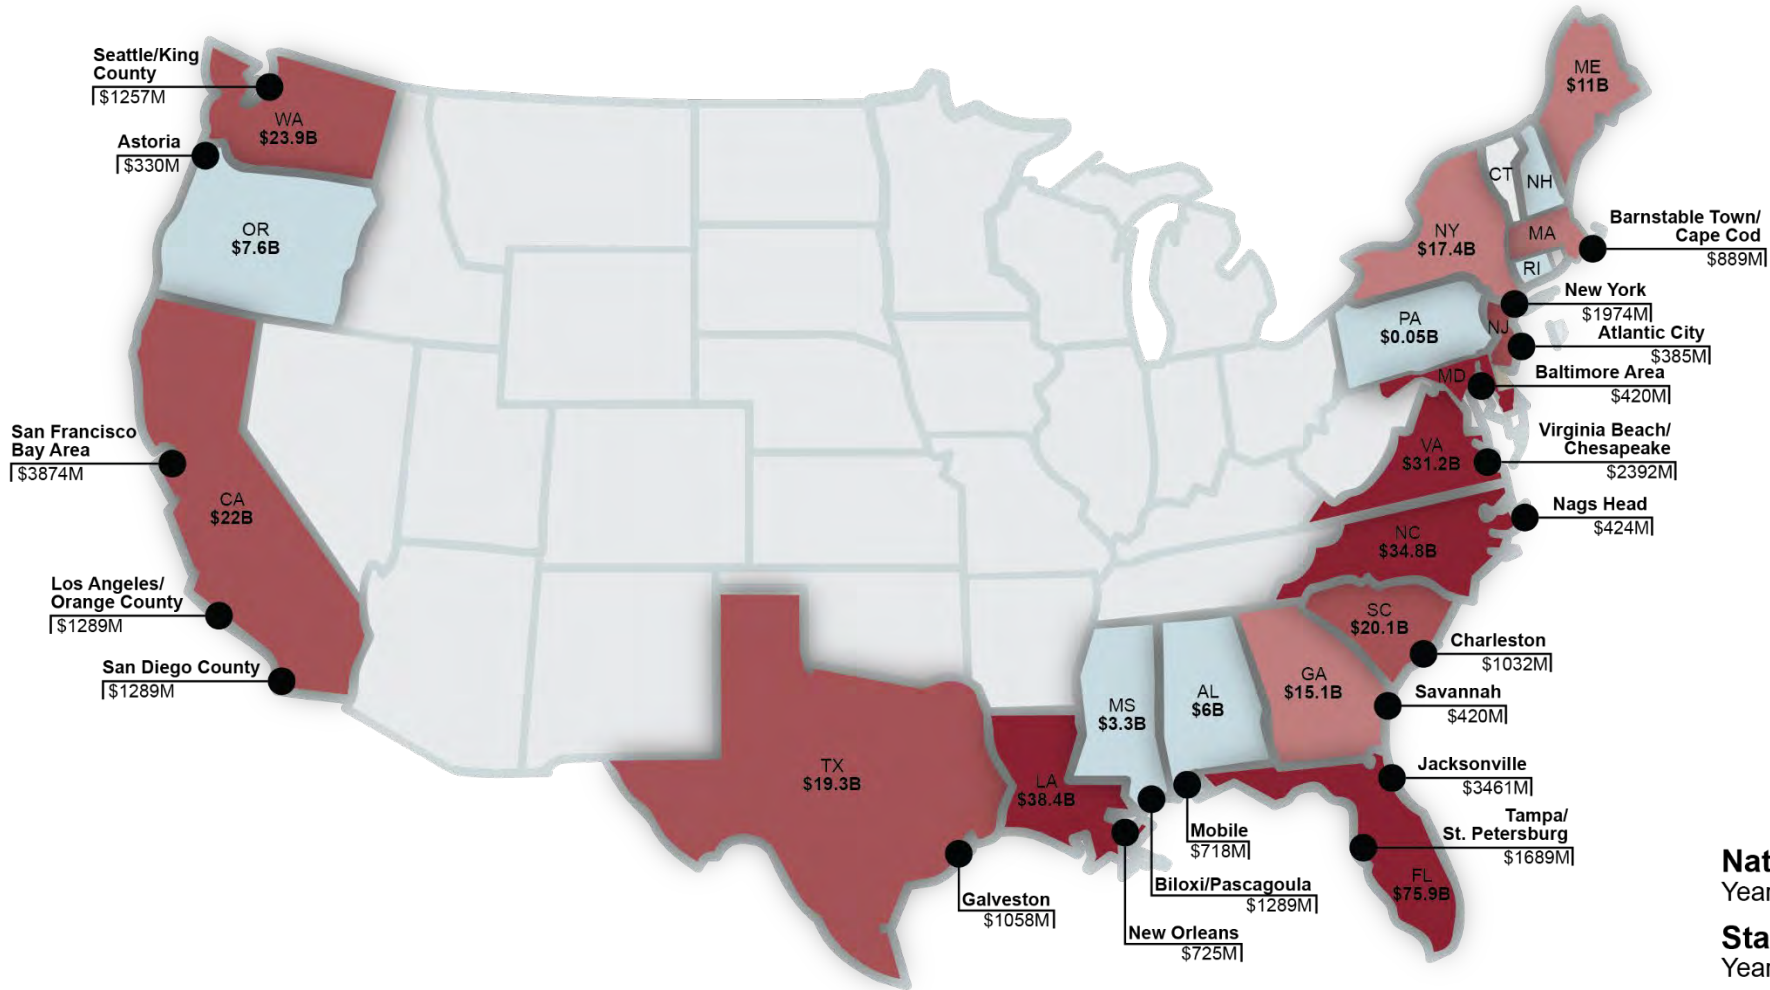 Seattle/King
County
$1257M
Astoria
$330M
WA
$23.9B
OR
$7.6B
San Francisco
Bay Area
$3874M
CA
$22B
Los Angeles/
Orange County
$1289M
San Diego County
$1289M
TX
$19.3B
Galveston
$1058M
LA
$38.4B
New Orleans
$725M
MS
$3.3B
Biloxi/Pascagoula
$1289M
AL
$6B
Mobile
$718M
GA
$15.1B
FL
$75.9B
Tampa/
St. Petersburg
$1689M
Jacksonville
$3461M
Savannah
$420M
SC
$20.1B
Charleston
$1032M
NC
$34.8B
Nags Head
$424M
VA
$31.2B
Virginia Beach/
Chesapeake
$2392M
MD
Baltimore Area
$420M
NJ
Atlantic City
$385M
PA
$0.05B
New York
$1974M
NY
$17.4B
CT
NH
MA
RI
Barnstable Town/
Cape Cod
$889M
ME
$11B
Nat
Year
Sta
Year